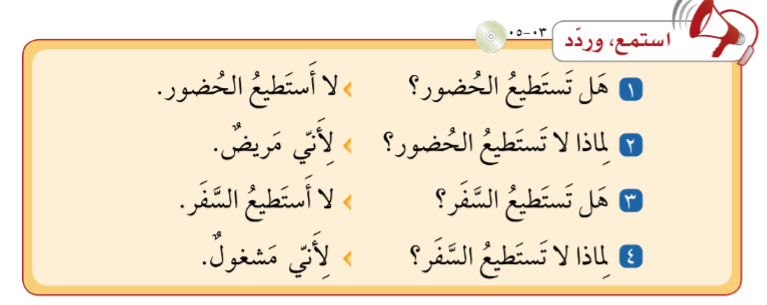 استمع، وردّد
٠٣-٠٥
١ هَل تَستَطيعُ الحُضور؟ لا أَستَطيعُ الحُضور.
٢ لِماذا لا تَستَطيعُ الحُضور؟ لِأَنّي مَريضٌ.
٣ هَل تَستَطيعُ السَّفَر؟ لا أَستَطيعُ السَّفَر.
٤ لِماذا لا تَستَطيعُ السَّفَر؟ لِأَنّي مَشغولٌ.